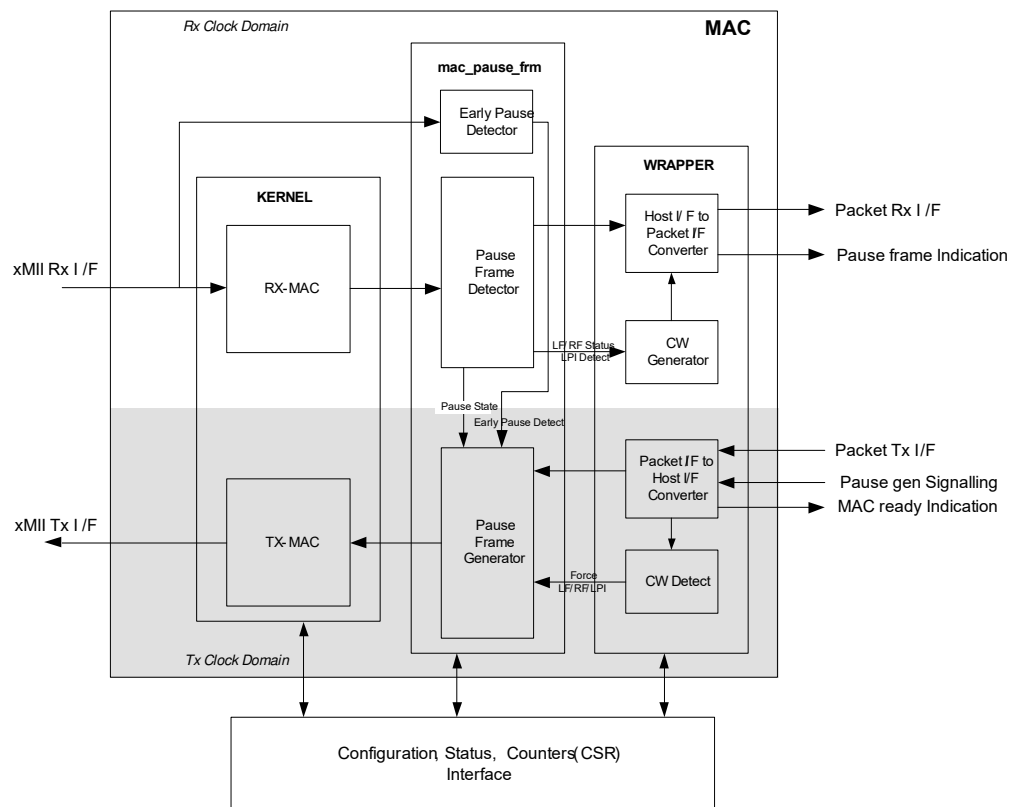 Rx Clock Domain
MAC
mac_pause_frm
Early Pause
Detector
WRAPPER
KERNEL
Host I/ F to
Packet I/F
Converter
Packet Rx I /F
Pause frame Indication
xMII Rx I /F
RX-MAC
Pause
Frame
Detector
LF/ RF Status
LPI Detect
CW
Generator
Pause State
Early Pause Detect
Packet I/F to
Host I/F
Converter
Packet Tx I/F
Pause gen Signalling
MAC ready Indication
xMII Tx I /F
TX-MAC
Pause
Frame
Generator
Force
LF/ RF/ LPI
CW Detect
Tx Clock Domain
Configuration, Status, Counters(CSR)
Interface